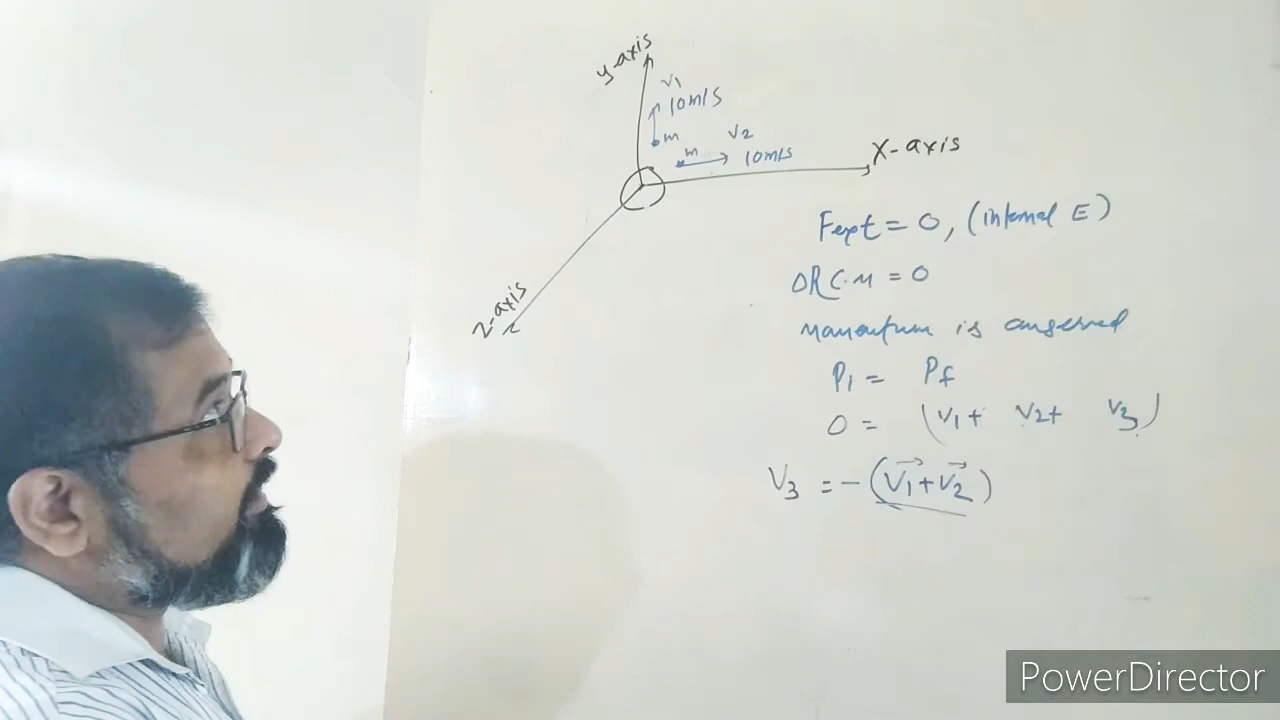 y-axis
V1
10m/s
m
V2
m
10m/s
X-axis
Z-axis
Fext = 0, (internal E)
OR C.M = 0
Momentum is conserved
Pi = Pf
0 = (V1 + V2 + V3)
V3 = -(V1 + V2)
PowerDirector